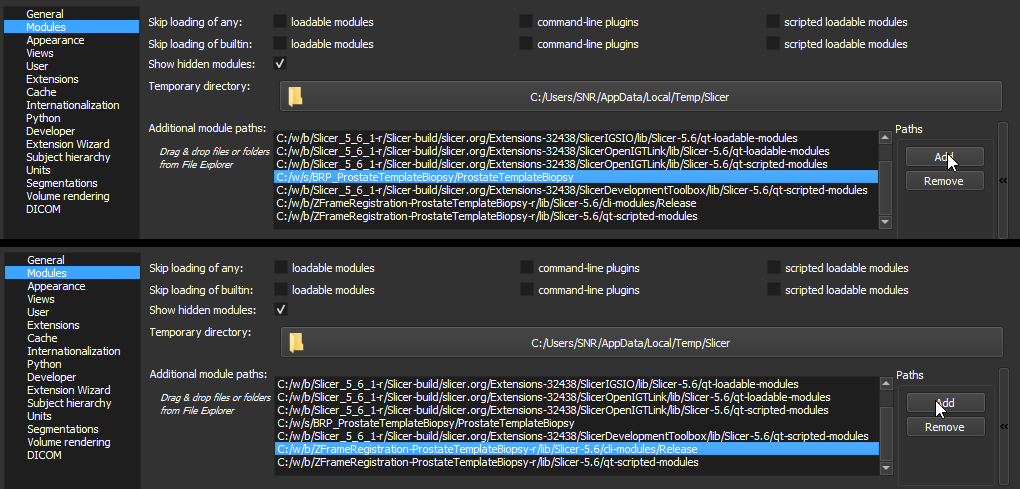 General
Modules
Appearance
Views
User
Extensions
Cache
Internationalization
Python
Developer
Extension Wizard
Subject hierarchy
Units
Segmentations
Volume rendering
DICOM
Skip loading of any: loadable modules command-line plugins scripted loadable modules
Skip loading of builtin: loadable modules command-line plugins scripted loadable modules
Show hidden modules:
Temporary directory: C:/Users/SNR/AppData/Local/Temp/Slicer
Additional module paths:
Drag & drop files or folders
from File Explorer
C:/w/b/Slicer_5_6_1-r/Slicer-build/slicer.org/Extensions-32438/SlicerIGSIO/lib/Slicer-5.6/qt-loadable-modules
C:/w/b/Slicer_5_6_1-r/Slicer-build/slicer.org/Extensions-32438/SlicerOpenIGTLink/lib/Slicer-5.6/qt-loadable-modules
C:/w/b/Slicer_5_6_1-r/Slicer-build/slicer.org/Extensions-32438/SlicerOpenIGTLink/lib/Slicer-5.6/qt-scripted-modules
C:/w/s/BRP_ProstateTemplateBiopsy/ProstateTemplateBiopsy
C:/w/b/Slicer_5_6_1-r/Slicer-build/slicer.org/Extensions-32438/SlicerDevelopmentToolbox/lib/Slicer-5.6/qt-scripted-modules
C:/w/b/ZFrameRegistration-ProstateTemplateBiopsy-r/lib/Slicer-5.6/cli-modules/Release
C:/w/b/ZFrameRegistration-ProstateTemplateBiopsy-r/lib/Slicer-5.6/qt-scripted-modules
Paths
Add
Remove
«
General
Modules
Appearance
Views
User
Extensions
Cache
Internationalization
Python
Developer
Extension Wizard
Subject hierarchy
Units
Segmentations
Volume rendering
DICOM
Skip loading of any: loadable modules command-line plugins scripted loadable modules
Skip loading of builtin: loadable modules command-line plugins scripted loadable modules
Show hidden modules:
Temporary directory: C:/Users/SNR/AppData/Local/Temp/Slicer
Additional module paths:
Drag & drop files or folders
from File Explorer
C:/w/b/Slicer_5_6_1-r/Slicer-build/slicer.org/Extensions-32438/SlicerIGSIO/lib/Slicer-5.6/qt-loadable-modules
C:/w/b/Slicer_5_6_1-r/Slicer-build/slicer.org/Extensions-32438/SlicerOpenIGTLink/lib/Slicer-5.6/qt-loadable-modules
C:/w/b/Slicer_5_6_1-r/Slicer-build/slicer.org/Extensions-32438/SlicerOpenIGTLink/lib/Slicer-5.6/qt-scripted-modules
C:/w/s/BRP_ProstateTemplateBiopsy/ProstateTemplateBiopsy
C:/w/b/Slicer_5_6_1-r/Slicer-build/slicer.org/Extensions-32438/SlicerDevelopmentToolbox/lib/Slicer-5.6/qt-scripted-modules
C:/w/b/ZFrameRegistration-ProstateTemplateBiopsy-r/lib/Slicer-5.6/cli-modules/Release
C:/w/b/ZFrameRegistration-ProstateTemplateBiopsy-r/lib/Slicer-5.6/qt-scripted-modules
Paths
Add
Remove
«